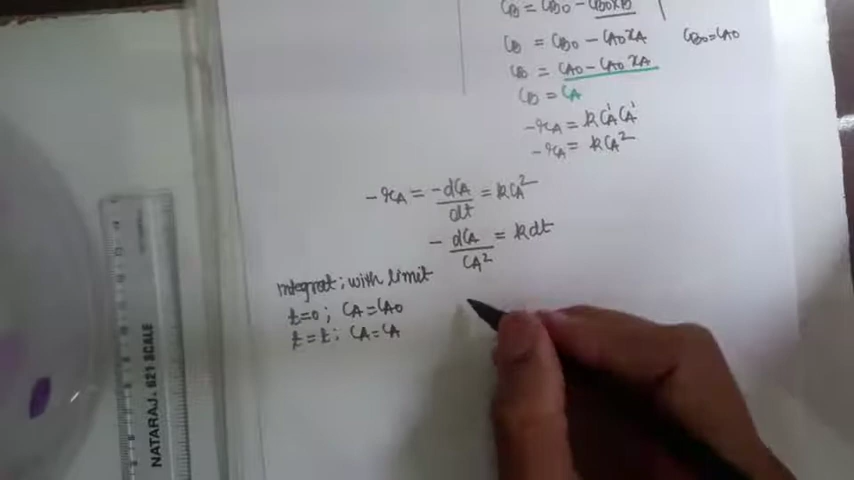 CB = CB0 - CB0XB
CB = CB0 - CA0XA CB0=CA0
CB = CA0 - CA0XA
CB = CA
-rA = kCA¹CA¹
-rA = kCA²
-rA = -dCA/dt = kCA²
- dCA/CA² = kdt
Integrat; with limit
t=0; CA=CA0
t=t; CA=CA
NATARAJ 621 SCALE